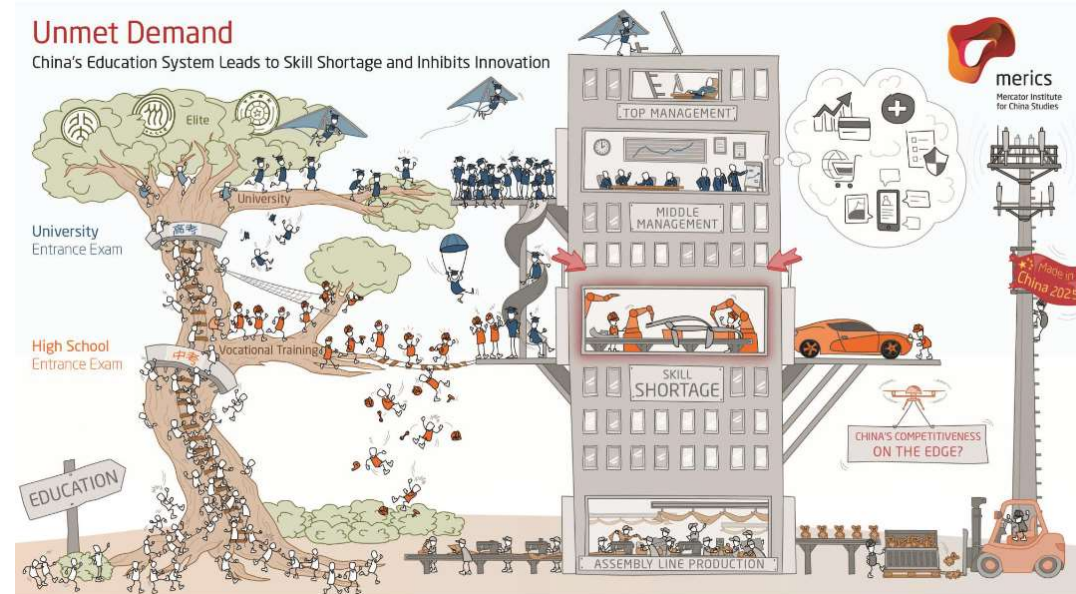 Unmet Demand
China's Education System Leads to Skill Shortage and Inhibits Innovation
merics
Mercator Institute
for China Studies
Elite
TOP MANAGEMENT
University
高考
University
Entrance Exam
MIDDLE
MANAGEMENT
Made in
China 2025
High School
Entrance Exam
中考
Vocational Training
SKILL
SHORTAGE
CHINA'S COMPETITIVENESS
ON THE EDGE?
EDUCATION
ASSEMBLY LINE PRODUCTION